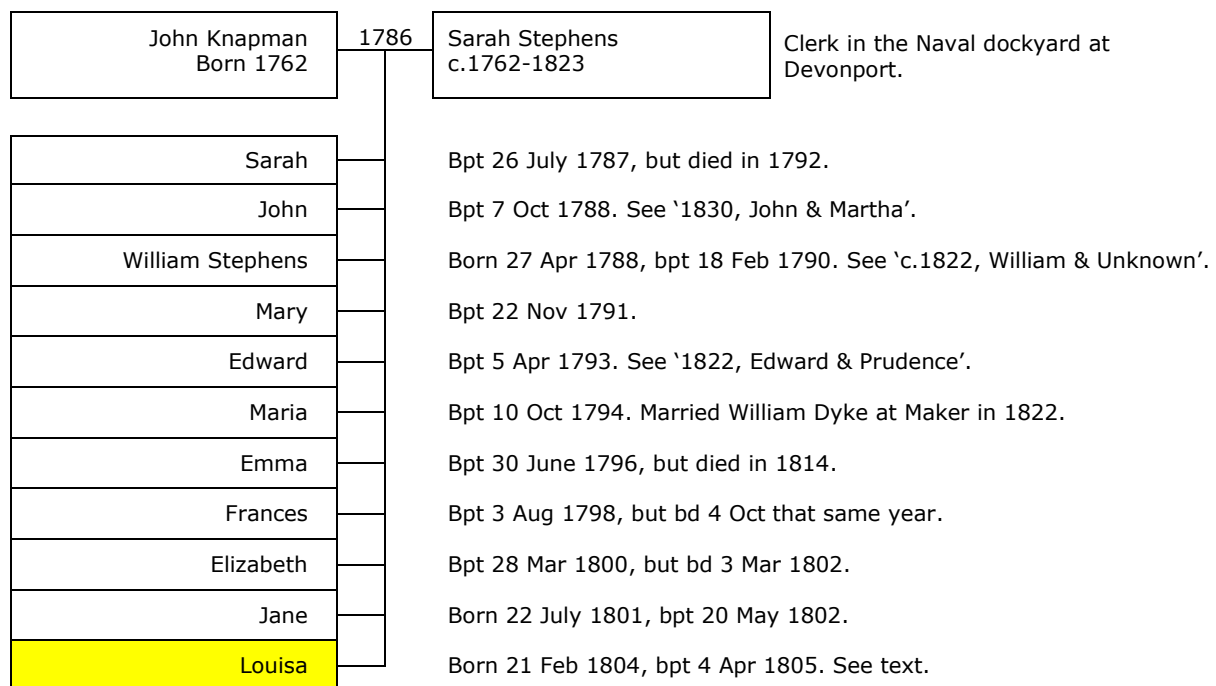 John Knapman
Born 1762
1786
Sarah Stephens
c.1762-1823
Clerk in the Naval dockyard at
Devonport.
Sarah
Bpt 26 July 1787, but died in 1792.
John
Bpt 7 Oct 1788. See ‘1830, John & Martha’.
William Stephens
Born 27 Apr 1788, bpt 18 Feb 1790. See ‘c.1822, William & Unknown’.
Mary
Bpt 22 Nov 1791.
Edward
Bpt 5 Apr 1793. See ‘1822, Edward & Prudence’.
Maria
Bpt 10 Oct 1794. Married William Dyke at Maker in 1822.
Emma
Bpt 30 June 1796, but died in 1814.
Frances
Bpt 3 Aug 1798, but bd 4 Oct that same year.
Elizabeth
Bpt 28 Mar 1800, but bd 3 Mar 1802.
Jane
Born 22 July 1801, bpt 20 May 1802.
Louisa
Born 21 Feb 1804, bpt 4 Apr 1805. See text.